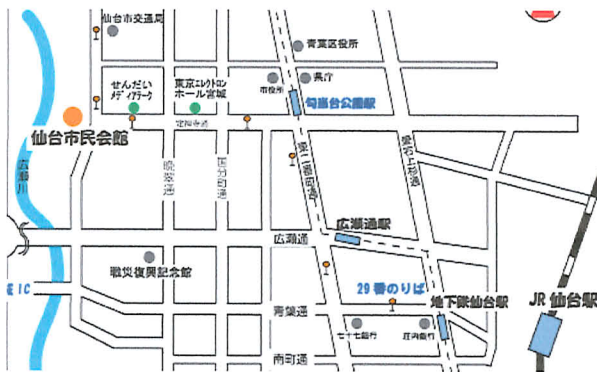 仙台市交通局
青葉区役所
せんだい
メディアテーク
東京エレクトロン
ホール宮城
市役所
県庁
勾当台公園駅
仙台市民会館
定禅寺通
広瀬川
晩翠通
国分町通
東二番丁通
愛宕上杉通
広瀬通駅
広瀬通
戦災復興記念館
IC
29番のりば
地下鉄仙台駅
JR 仙台駅
青葉通
七十七銀行
荘内銀行
南町通